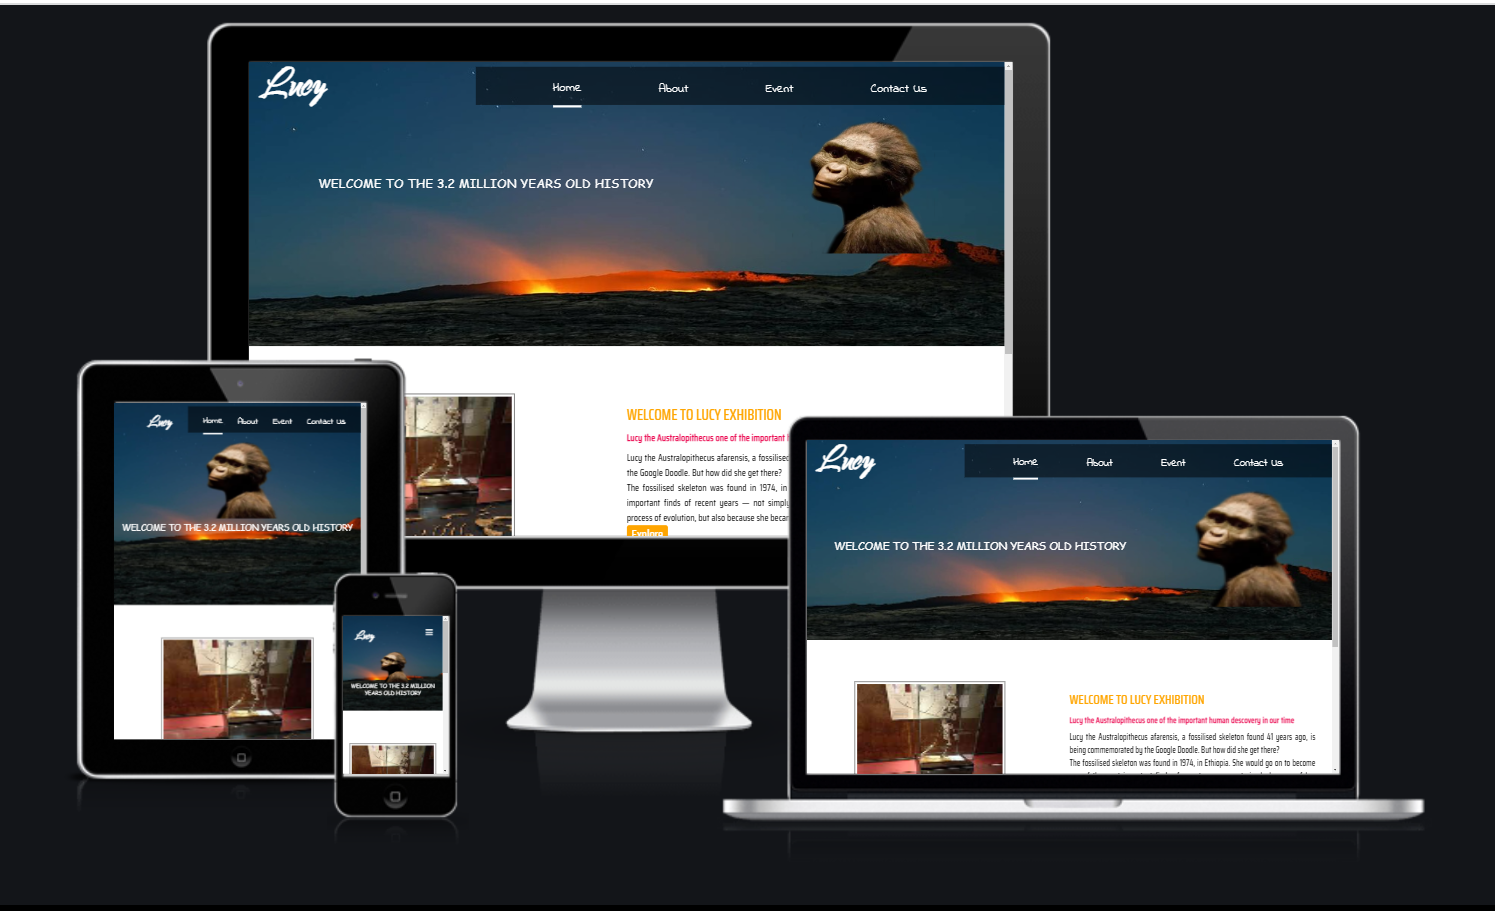 Lucy
Home About Event Contact Us
WELCOME TO THE 3.2 MILLION YEARS OLD HISTORY
WELCOME TO LUCY EXHIBITION
Lucy the Australopithecus one of the important
Lucy the Australopithecus afarensis, a fossilised
the Google Doodle. But how did she get there?
The fossilised skeleton was found in 1974, in
important finds of recent years — not simply
process of evolution, but also because she becam
Explore
Lucy
Home About Event Contact Us
WELCOME TO THE 3.2 MILLION YEARS OLD HISTORY
Lucy
WELCOME TO THE 3.2 MILLION
YEARS OLD HISTORY
Lucy
Home About Event Contact Us
WELCOME TO THE 3.2 MILLION YEARS OLD HISTORY
WELCOME TO LUCY EXHIBITION
Lucy the Australopithecus one of the important human descovery in our time
Lucy the Australopithecus afarensis, a fossilised skeleton found 41 years ago, is
being commemorated by the Google Doodle. But how did she get there?
The fossilised skeleton was found in 1974, in Ethiopia. She would go on to become